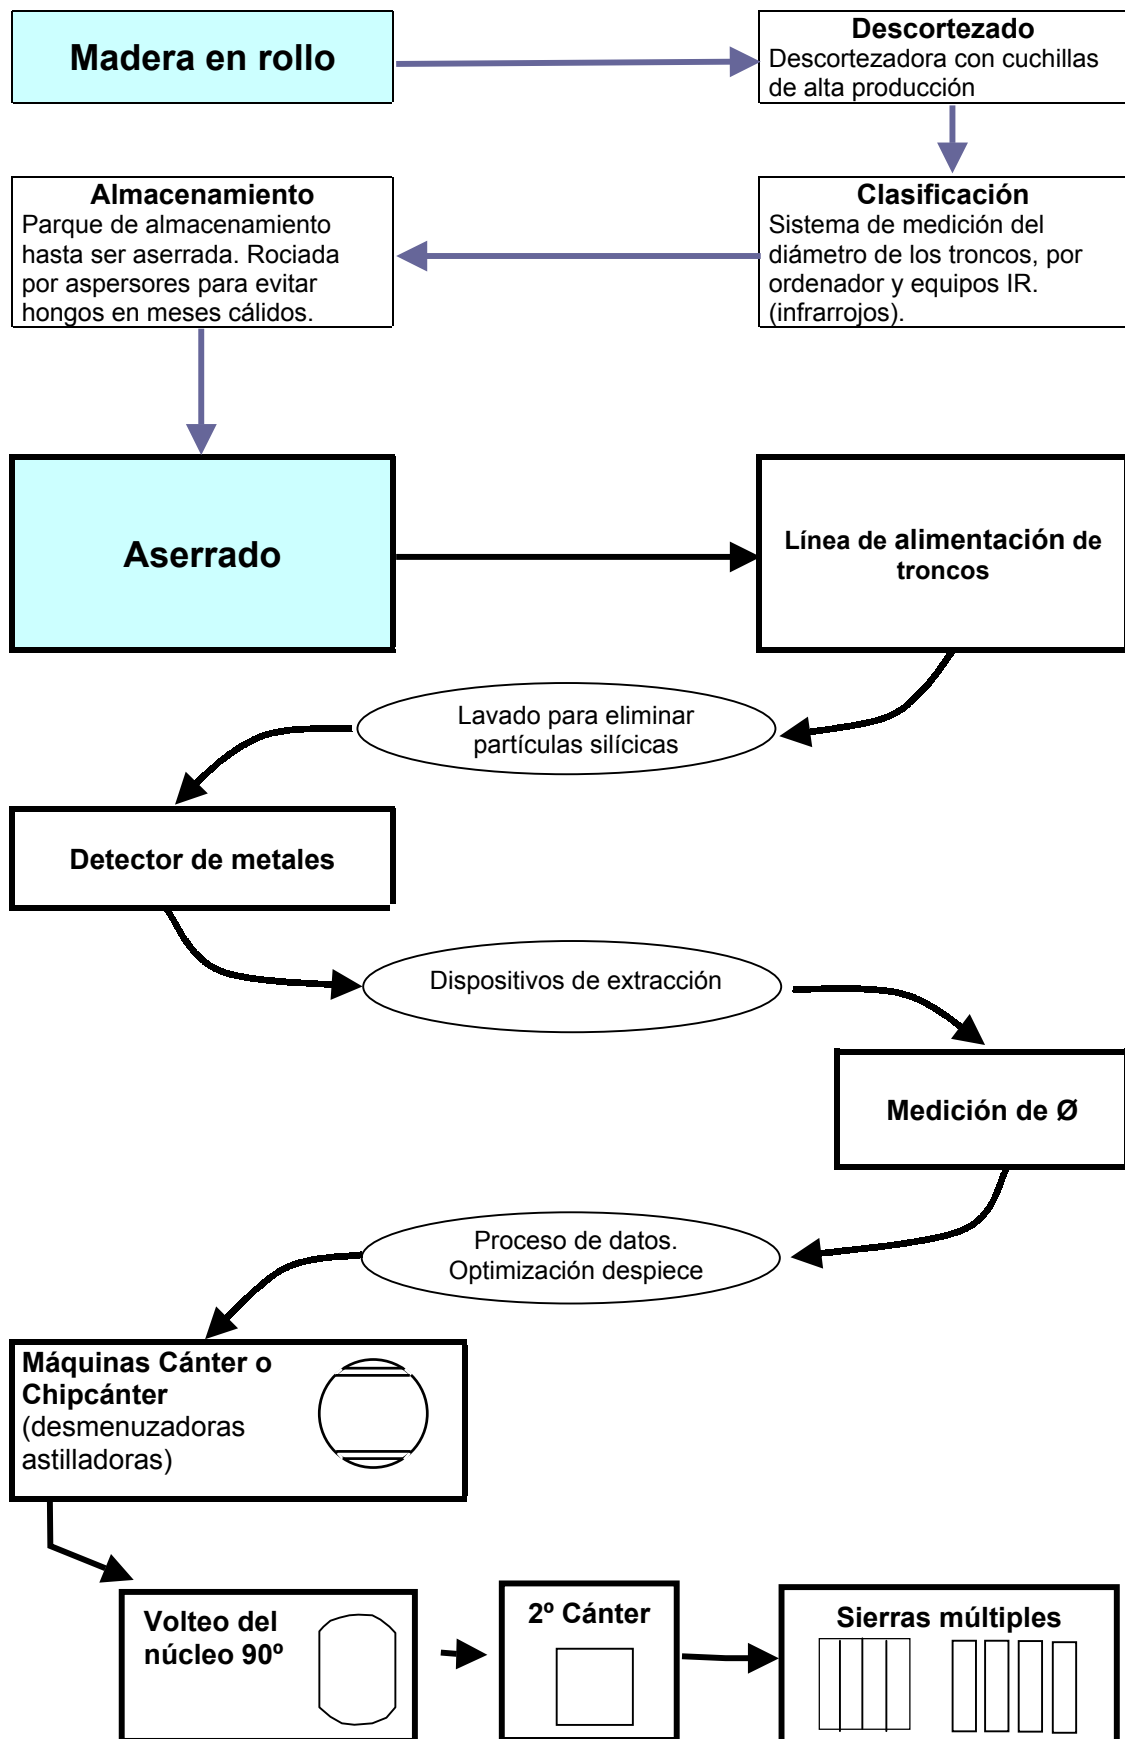 Madera en rollo
Descortezado
Descortezadora con cuchillas
de alta producción
Almacenamiento
Parque de almacenamiento
hasta ser aserrada. Rociada
por aspersores para evitar
hongos en meses cálidos.
Clasificación
Sistema de medición del
diámetro de los troncos, por
ordenador y equipos IR.
(infrarrojos).
Aserrado
Línea de alimentación de
troncos
Lavado para eliminar
partículas silícicas
Detector de metales
Dispositivos de extracción
Medición de Ø
Proceso de datos.
Optimización despiece
Máquinas Cánter o
Chipcánter
(desmenuzadoras
astilladoras)
Volteo del
núcleo 90º
2º Cánter
Sierras múltiples